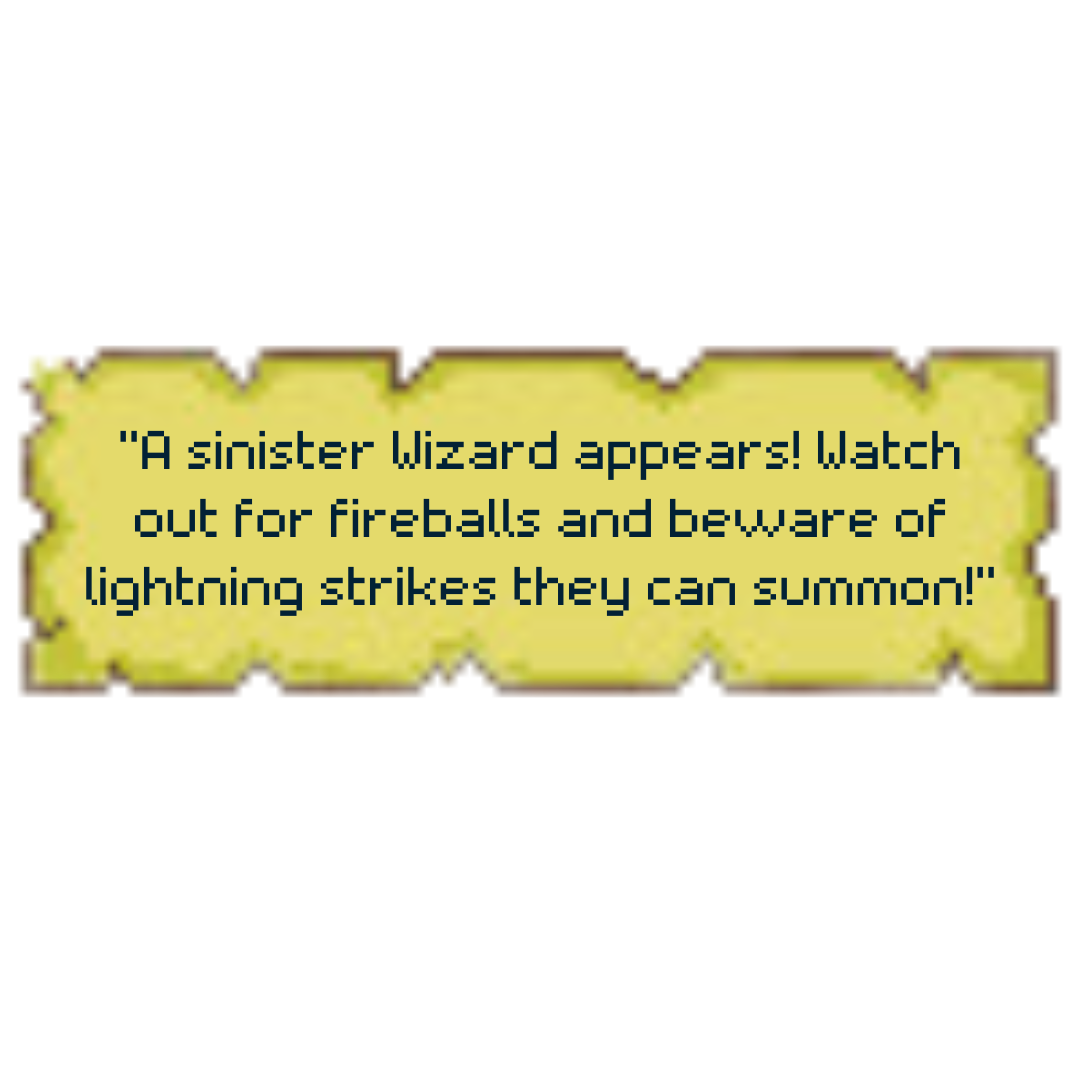 "A sinister Wizard appears! Watch
out for fireballs and beware of
lightning strikes they can summon!"